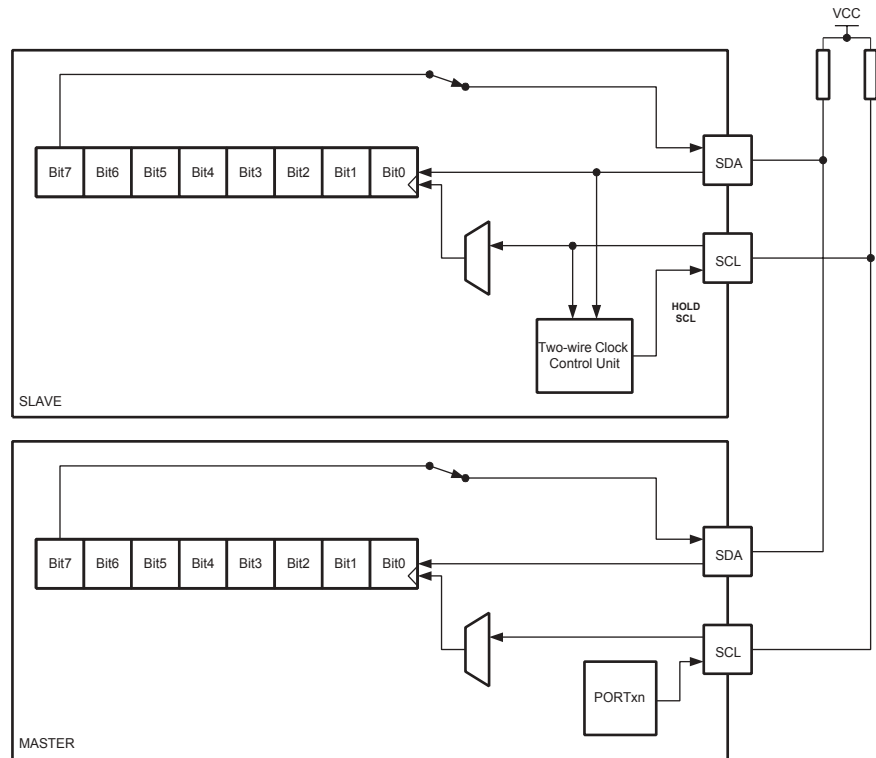 VCC
Bit7 Bit6 Bit5 Bit4 Bit3 Bit2 Bit1 Bit0
SDA
SCL
HOLD
SCL
Two-wire Clock
Control Unit
SLAVE
Bit7 Bit6 Bit5 Bit4 Bit3 Bit2 Bit1 Bit0
SDA
SCL
PORTxn
MASTER